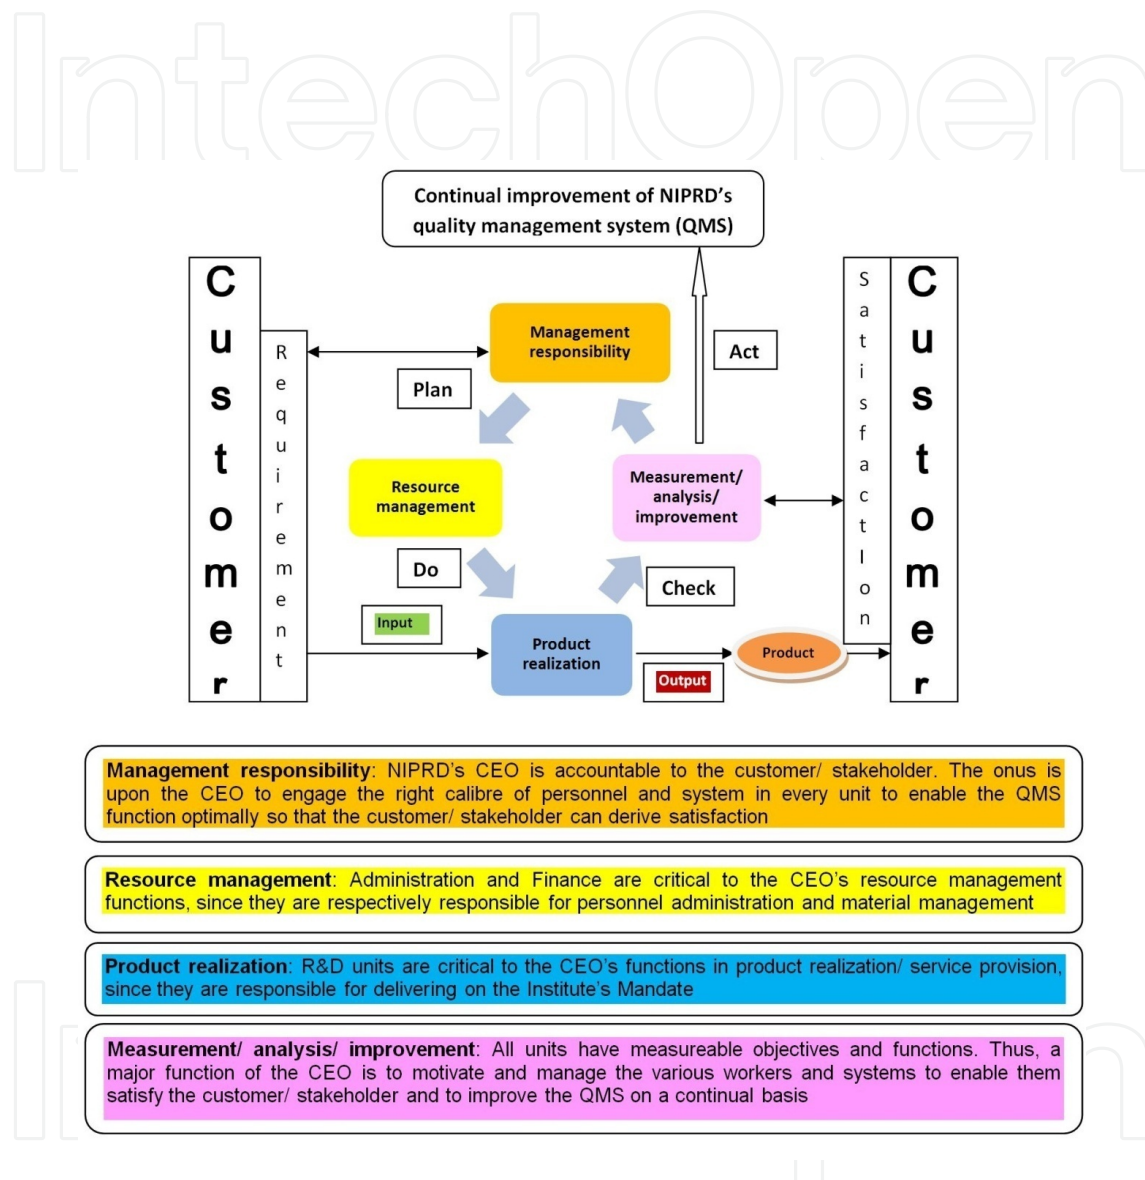 IntechOpen
Continual improvement of NIPRD’s
quality management system (QMS)
Customer
Requirement
Management
responsibility
Plan
Act
Satisfactlon
Customer
Resource
management
Measurement/
analysis/
improvement
Do
Check
Input
Product
realization
Output
Product
Management responsibility: NIPRD’s CEO is accountable to the customer/ stakeholder. The onus is
upon the CEO to engage the right calibre of personnel and system in every unit to enable the QMS
function optimally so that the customer/ stakeholder can derive satisfaction
Resource management: Administration and Finance are critical to the CEO’s resource management
functions, since they are respectively responsible for personnel administration and material management
Product realization: R&D units are critical to the CEO’s functions in product realization/ service provision,
since they are responsible for delivering on the Institute’s Mandate
Measurement/ analysis/ improvement: All units have measureable objectives and functions. Thus, a
major function of the CEO is to motivate and manage the various workers and systems to enable them
satisfy the customer/ stakeholder and to improve the QMS on a continual basis